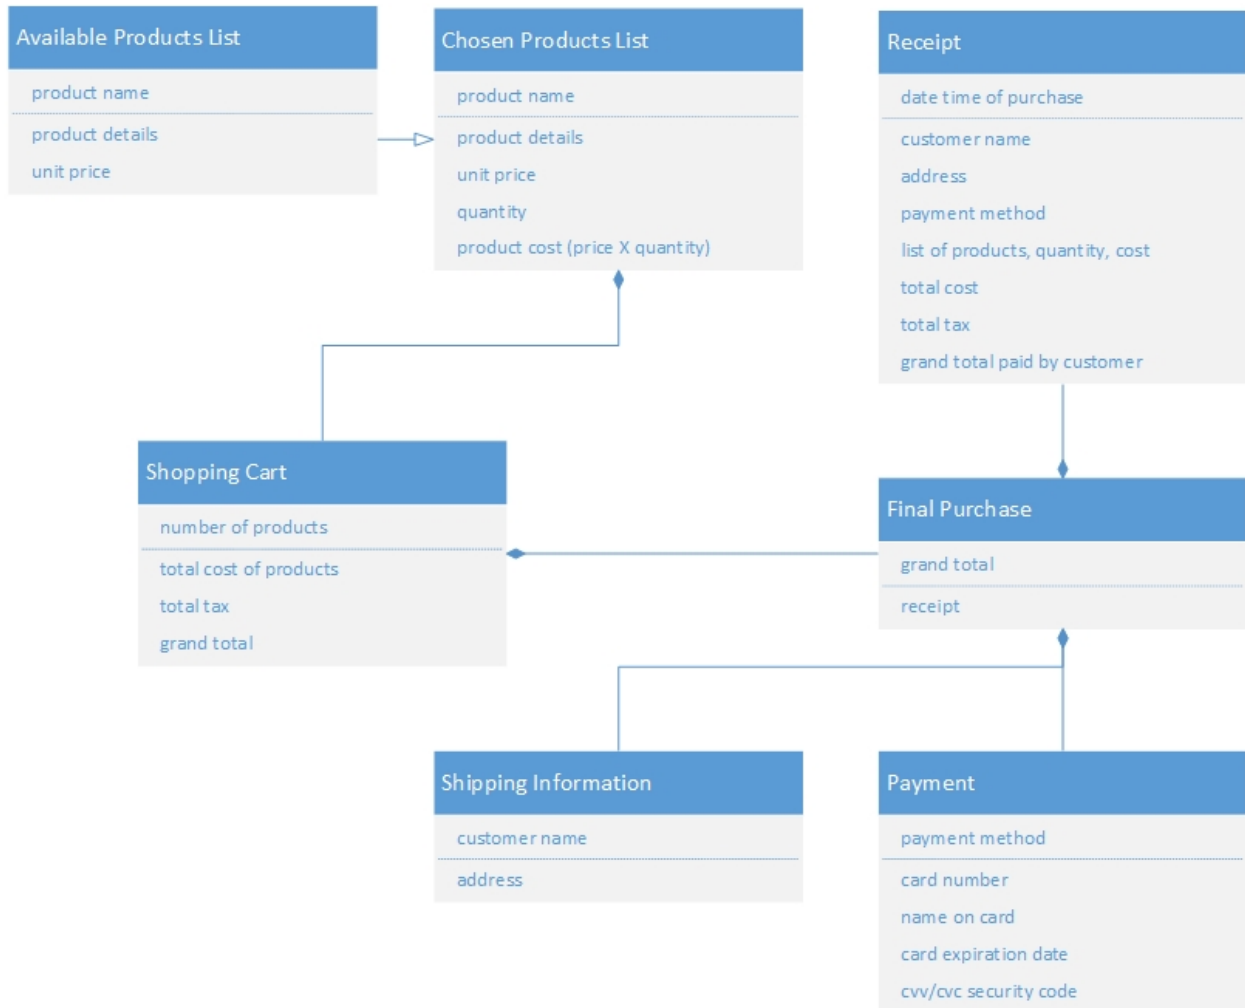 Available Products List
product name
product details
unit price
Chosen Products List
product name
product details
unit price
quantity
product cost (price X quantity)
Receipt
date time of purchase
customer name
address
payment method
list of products, quantity, cost
total cost
total tax
grand total paid by customer
Shopping Cart
number of products
total cost of products
total tax
grand total
Final Purchase
grand total
receipt
Shipping Information
customer name
address
Payment
payment method
card number
name on card
card expiration date
cvv/cvc security code